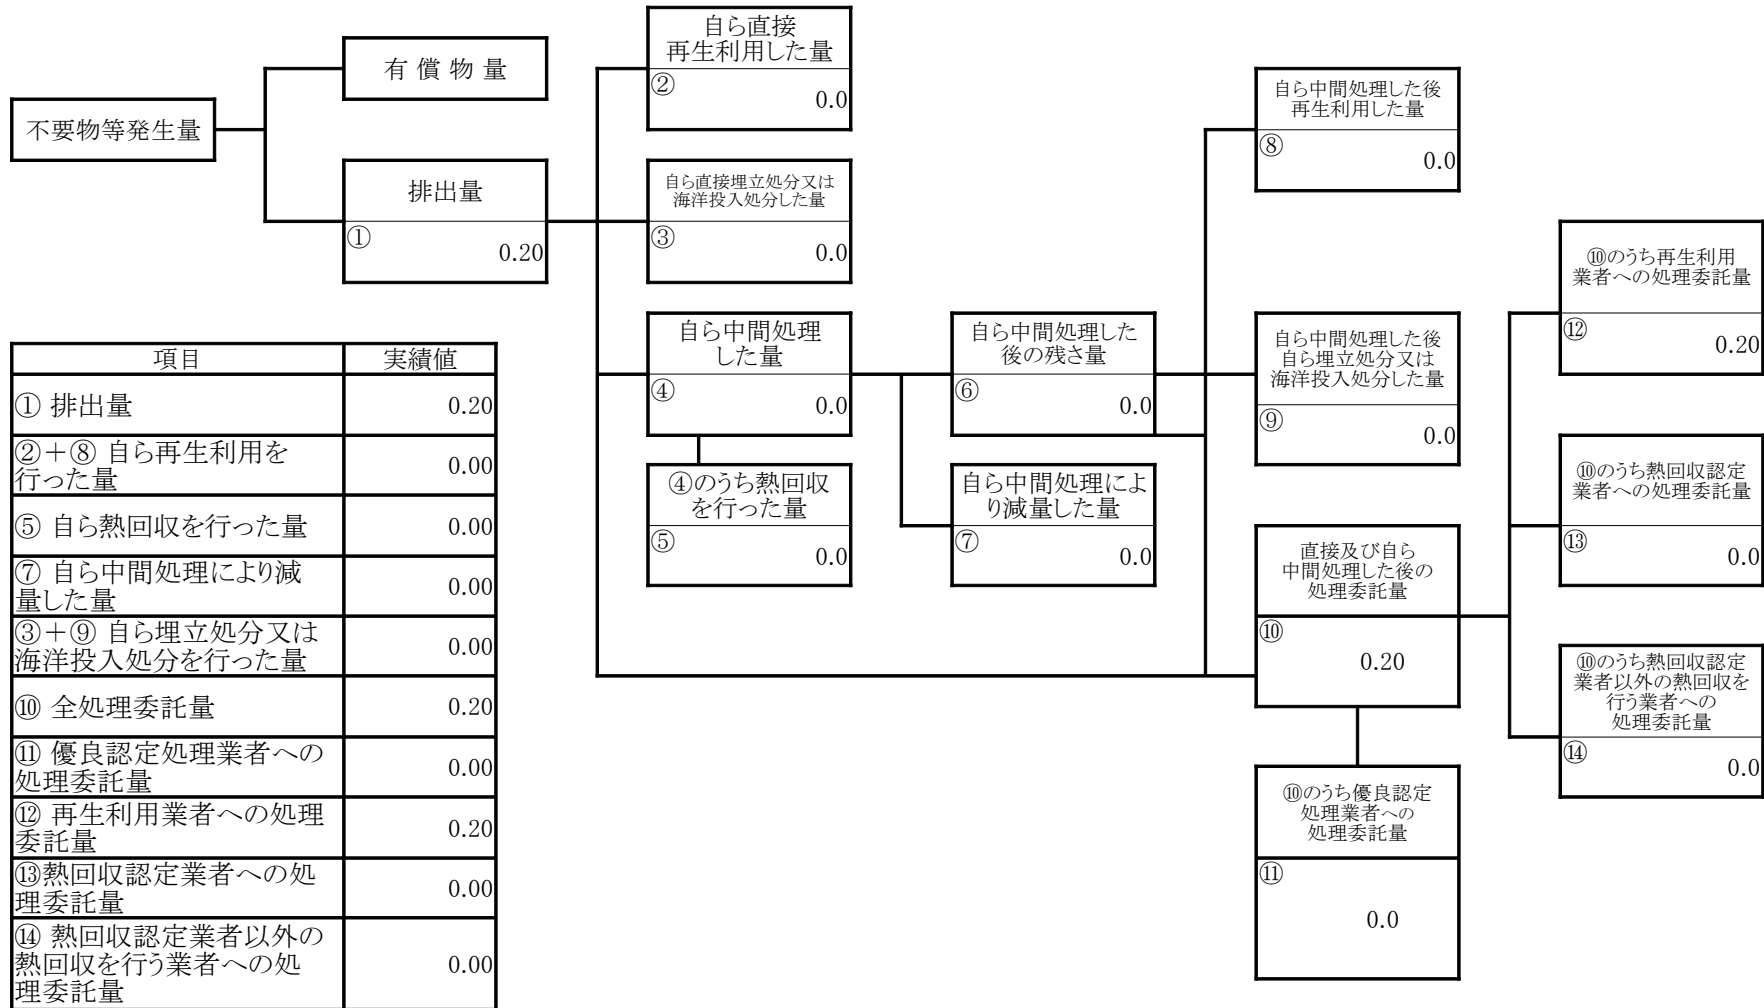 不要物等発生量
有 償 物 量
排出量
①
0.20
自ら直接
再生利用した量
②
0.0
自ら直接埋立処分又は
海洋投入処分した量
③
0.0
自ら中間処理
した量
④
0.0
④のうち熱回収
を行った量
⑤
0.0
自ら中間処理した
後の残さ量
⑥
0.0
自ら中間処理によ
り減量した量
⑦
0.0
自ら中間処理した後
再生利用した量
⑧
0.0
自ら中間処理した後
自ら埋立処分又は
海洋投入処分した量
⑨
0.0
直接及び自ら
中間処理した後の
処理委託量
⑩
0.20
⑩のうち優良認定
処理業者への
処理委託量
⑪
0.0
⑩のうち再生利用
業者への処理委託量
⑫
0.20
⑩のうち熱回収認定
業者への処理委託量
⑬
0.0
⑩のうち熱回収認定
業者以外の熱回収を
行う業者への
処理委託量
⑭
0.0
項目 実績値
① 排出量 0.20
②＋⑧ 自ら再生利用を
行った量 0.00
⑤ 自ら熱回収を行った量 0.00
⑦ 自ら中間処理により減
量した量 0.00
③＋⑨ 自ら埋立処分又は
海洋投入処分を行った量 0.00
⑩ 全処理委託量 0.20
⑪ 優良認定処理業者への
処理委託量 0.00
⑫ 再生利用業者への処理
委託量 0.20
⑬熱回収認定業者への処
理委託量 0.00
⑭ 熱回収認定業者以外の
熱回収を行う業者への処
理委託量 0.00